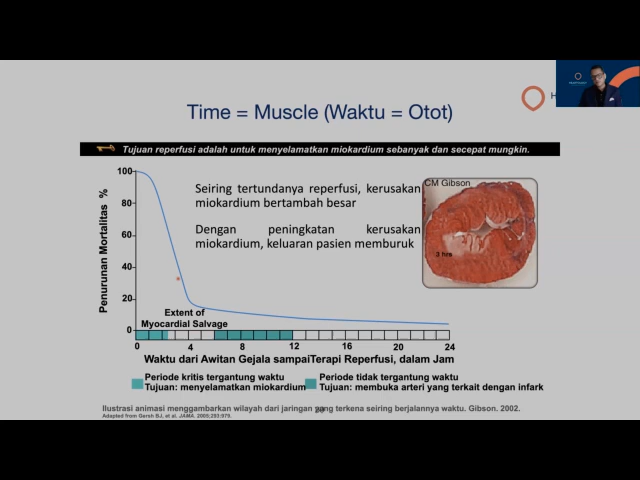 H
Time = Muscle (Waktu = Otot)
Tujuan reperfusi adalah untuk menyelamatkan miokardium sebanyak dan secepat mungkin.
Penurunan Mortalitas %
100
80
60
40
20
0
Seiring tertundanya reperfusi, kerusakan
miokardium bertambah besar
Dengan peningkatan kerusakan
miokardium, keluaran pasien memburuk
CM Gibson
3 hrs
Extent of
Myocardial Salvage
0 4 8 12 16 20 24
Waktu dari Awitan Gejala sampaiTerapi Reperfusi, dalam Jam
Periode kritis tergantung waktu
Tujuan: menyelamatkan miokardium
Periode tidak tergantung waktu
Tujuan: membuka arteri yang terkait dengan infark
Ilustrasi animasi menggambarkan wilayah dari jaringan yang terkena seiring berjalannya waktu. Gibson. 2002.
Adapted from Gersh BJ, et al. JAMA. 2005;293:979.